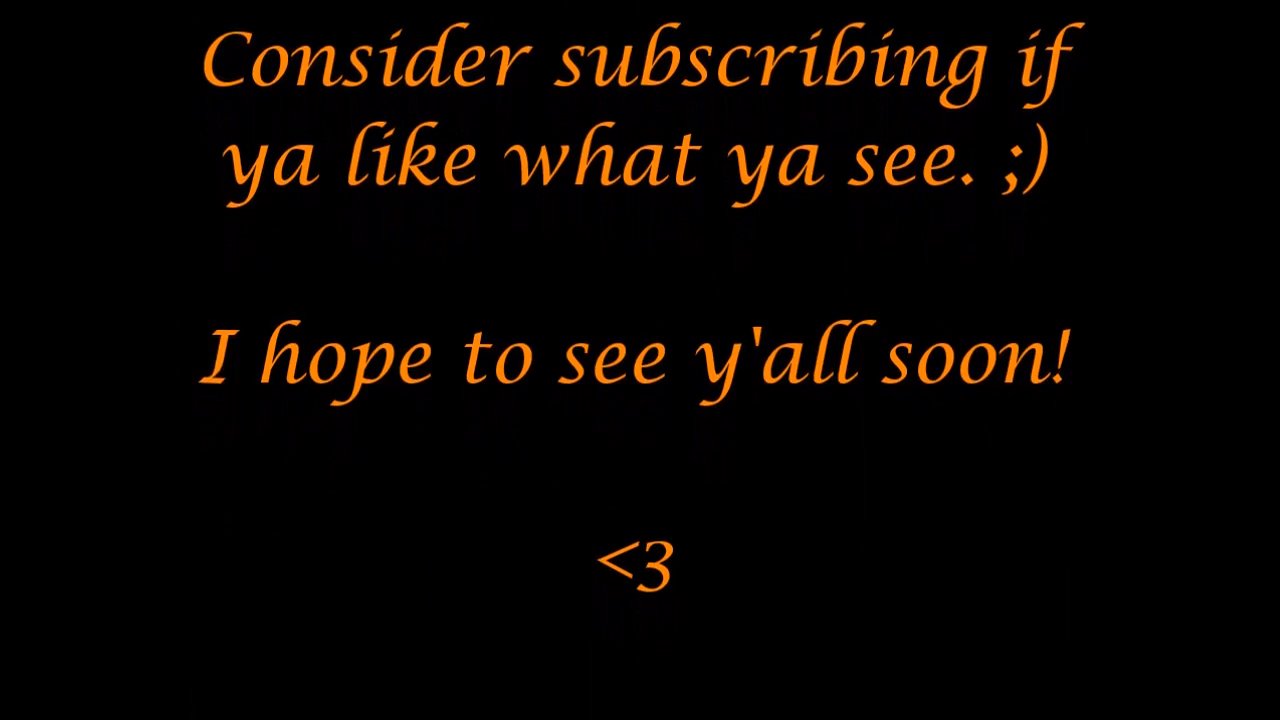 Consider subscribing if
ya like what ya see. ;)
I hope to see y'all soon!
<3